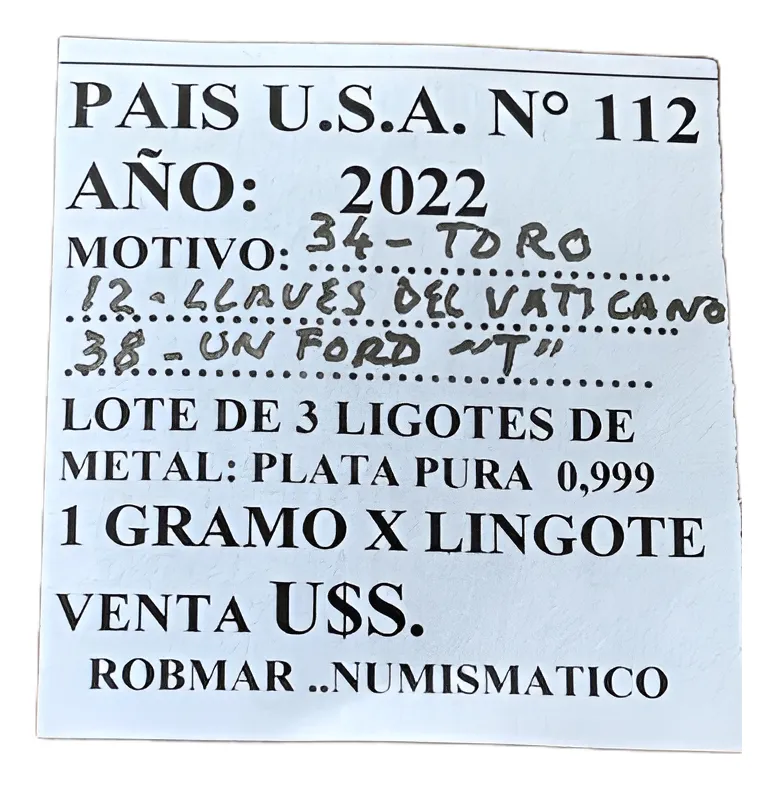 PAIS U.S.A. Nº 112
AÑO: 2022
MOTIVO: 34 - TORO
12 - LLAVES DEL VATICANO
38 - UN FORD "T"
LOTE DE 3 LIGOTES DE
METAL: PLATA PURA 0,999
1 GRAMO X LINGOTE
VENTA U$S.
ROBMAR ..NUMISMATICO